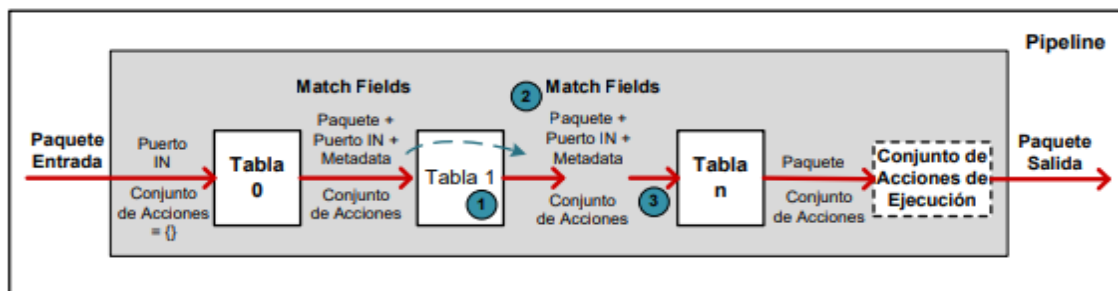 Pipeline
Match Fields
2 Match Fields
Paquete
Entrada
Puerto
IN
Conjunto
de Acciones
= {}
Tabla
0
Paquete +
Puerto IN +
Metadata
Conjunto
de Acciones
Tabla 1
1
Paquete +
Puerto IN +
Metadata
Conjunto
de Acciones
3
Tabla
n
Paquete
Conjunto
de Acciones
Conjunto de
Acciones de
Ejecución
Paquete
Salida